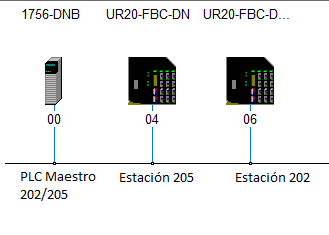 1756-DNB UR20-FBC-DN UR20-FBC-D...
00 04 06
PLC Maestro Estación 205 Estación 202
202/205